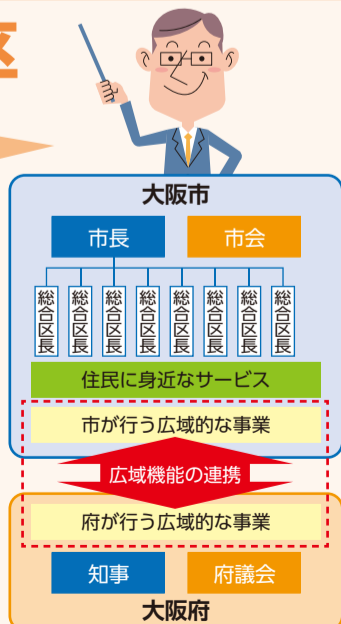 区
大阪市
市長
市会
総合区長
総合区長
総合区長
総合区長
総合区長
総合区長
総合区長
総合区長
住民に身近なサービス
市が行う広域的な事業
広域機能の連携
府が行う広域的な事業
知事
府議会
大阪府